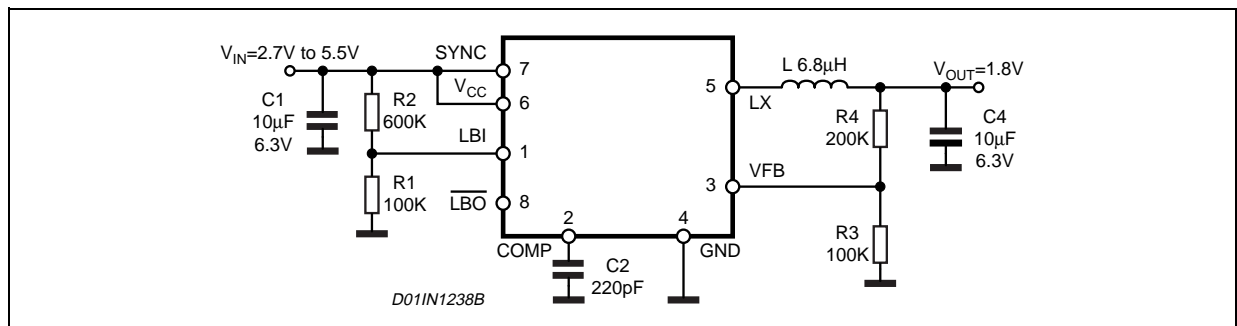 V_IN=2.7V to 5.5V
SYNC
7
V_CC
6
C1
10μF
6.3V
R2
600K
LBI
1
R1
100K
LBO
8
COMP
2
4
GND
C2
220pF
D01IN1238B
5
LX
L 6.8μH
V_OUT=1.8V
R4
200K
C4
10μF
6.3V
VFB
3
R3
100K